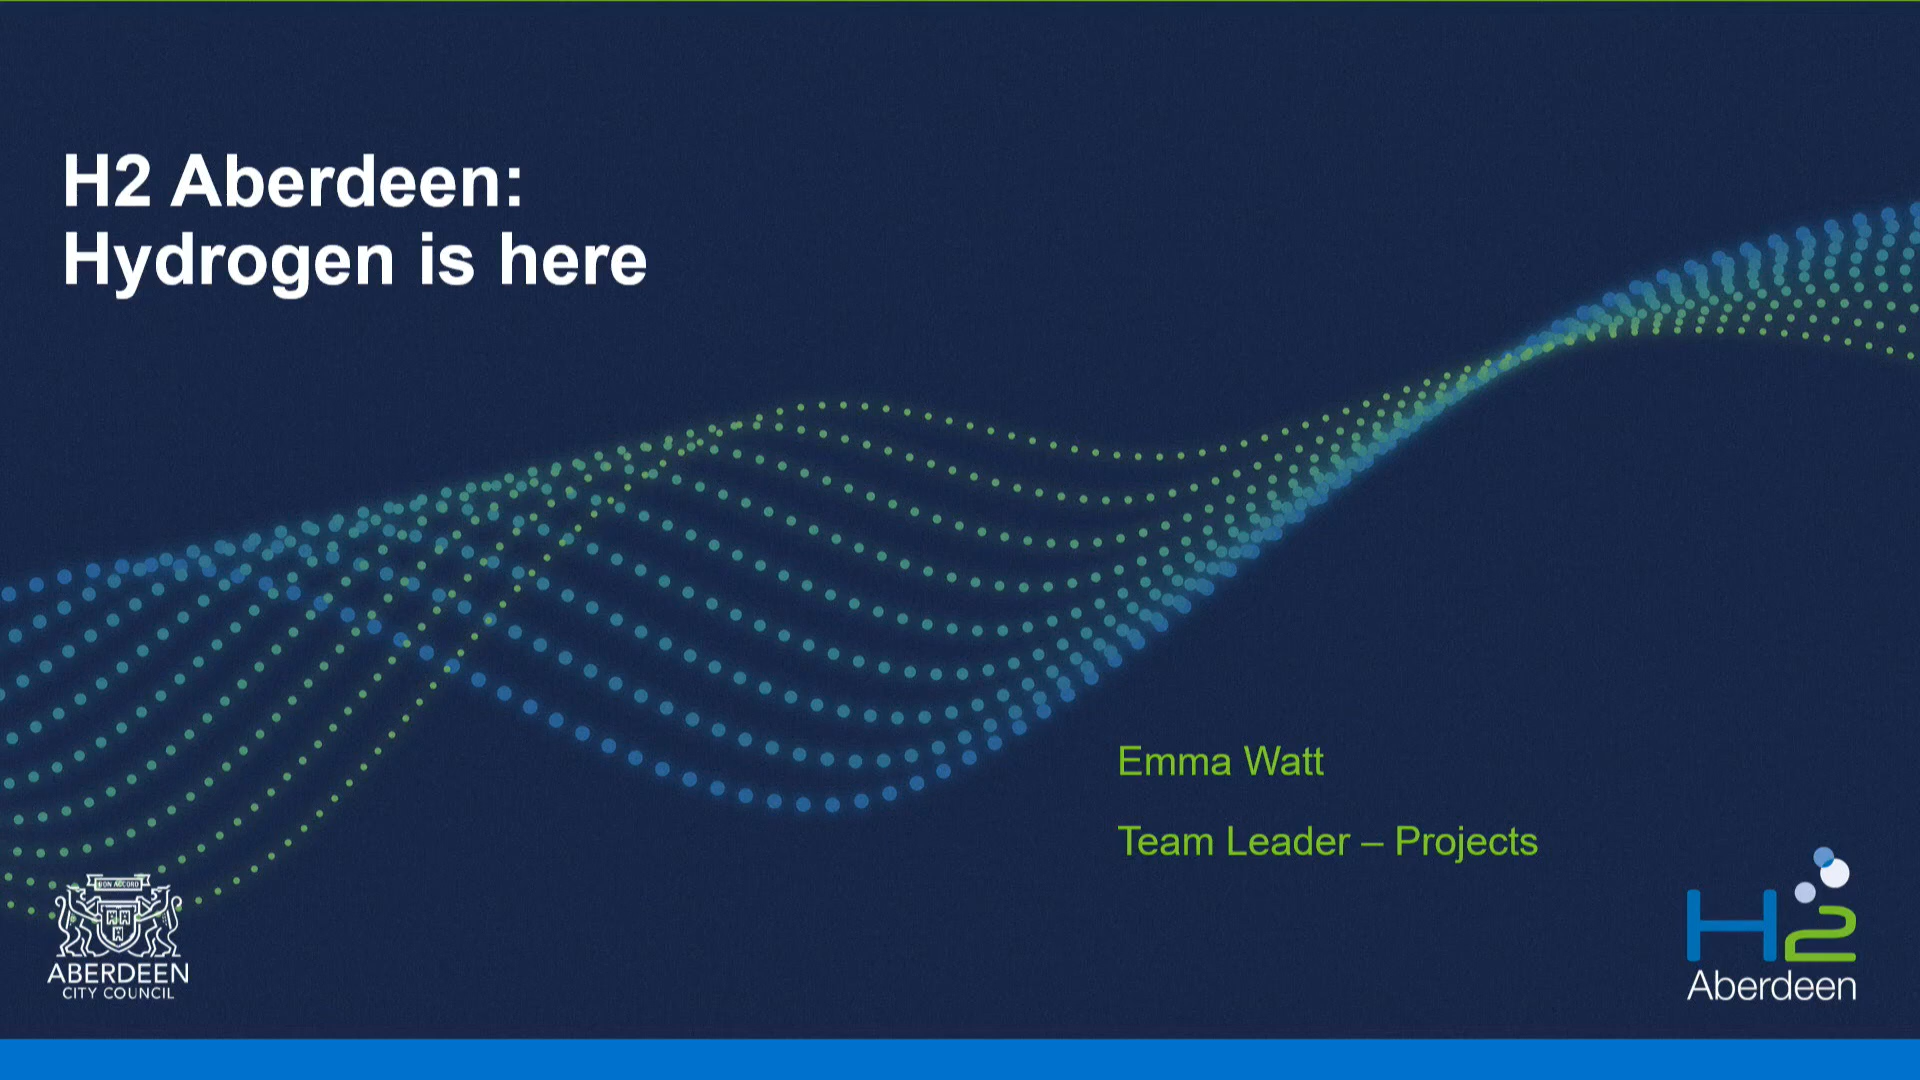 H2 Aberdeen:
Hydrogen is here
Emma Watt
Team Leader – Projects
BON ACCORD
ABERDEEN
CITY COUNCIL
H2
Aberdeen